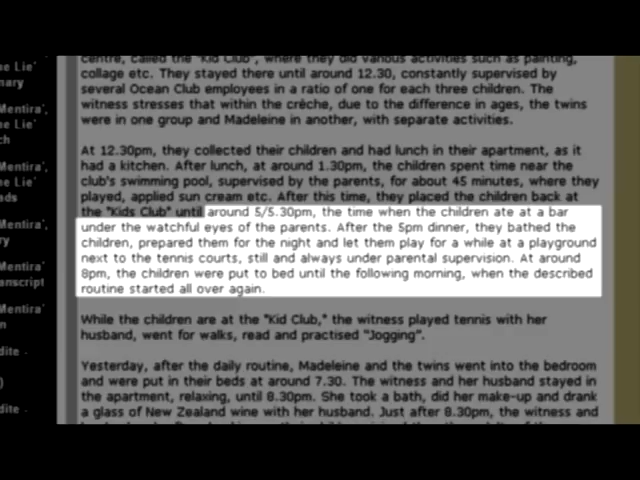 centre, called the "Kid Club", where they did various activities such as painting,
collage etc. They stayed there until around 12.30, constantly supervised by
several Ocean Club employees in a ratio of one for each three children. The
witness stresses that within the crêche, due to the difference in ages, the twins
were in one group and Madeleine in another, with separate activities.
At 12.30pm, they collected their children and had lunch in their apartment, as it
had a kitchen. After lunch, at around 1.30pm, the children spent time near the
club's swimming pool, supervised by the parents, for about 45 minutes, where they
played, applied sun cream etc. After this time, they placed the children back at
the "Kids Club" until around 5/5.30pm, the time when the children ate at a bar
under the watchful eyes of the parents. After the 5pm dinner, they bathed the
children, prepared them for the night and let them play for a while at a playground
next to the tennis courts, still and always under parental supervision. At around
8pm, the children were put to bed until the following morning, when the described
routine started all over again.
While the children are at the "Kid Club," the witness played tennis with her
husband, went for walks, read and practised "Jogging".
Yesterday, after the daily routine, Madeleine and the twins went into the bedroom
and were put in their beds at around 7.30. The witness and her husband stayed in
the apartment, relaxing, until 8.30pm. She took a bath, did her make-up and drank
a glass of New Zealand wine with her husband. Just after 8.30pm, the witness and
Lie'
Mentira',
Lie'
Mentira',
Lie'
Mentira',
Mentira'
Mentira'
dite -
)
dite -